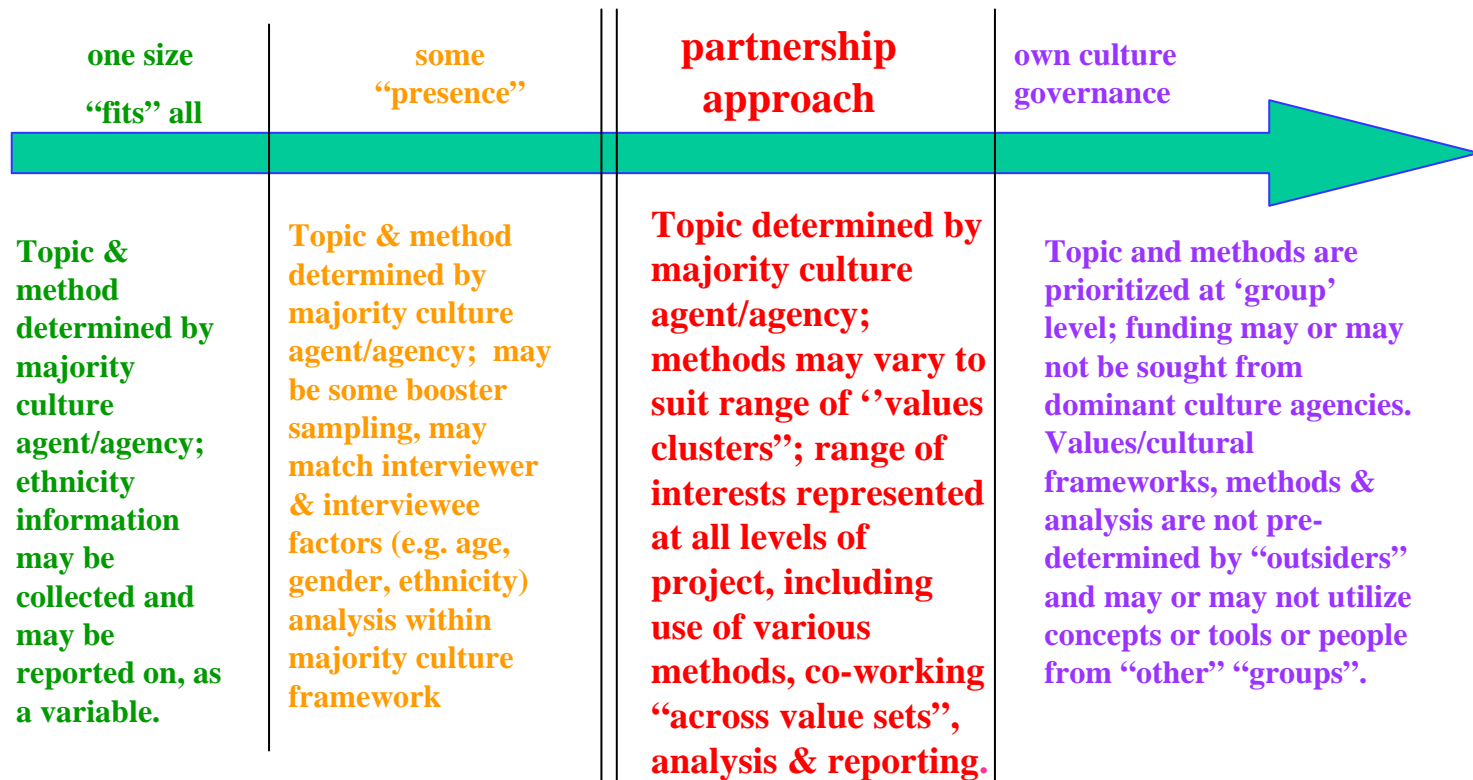 one size
“fits” all
some
“presence”
partnership
approach
own culture
governance
Topic &
method
determined by
majority
culture
agent/agency;
ethnicity
information
may be
collected and
may be
reported on, as
a variable.
Topic & method
determined by
majority culture
agent/agency;  may
be some booster
sampling, may
match interviewer
& interviewee
factors (e.g. age,
gender, ethnicity)
analysis within
majority culture
framework
Topic determined by
majority culture
agent/agency;
methods may vary to
suit range of ‘’values
clusters”; range of
interests represented
at all levels of
project, including
use of various
methods, co-working
“across value sets”,
analysis & reporting.
Topic and methods are
prioritized at ‘group’
level; funding may or may
not be sought from
dominant culture agencies.
Values/cultural
frameworks, methods &
analysis are not pre-
determined by “outsiders”
and may or may not utilize
concepts or tools or people
from “other” “groups”.